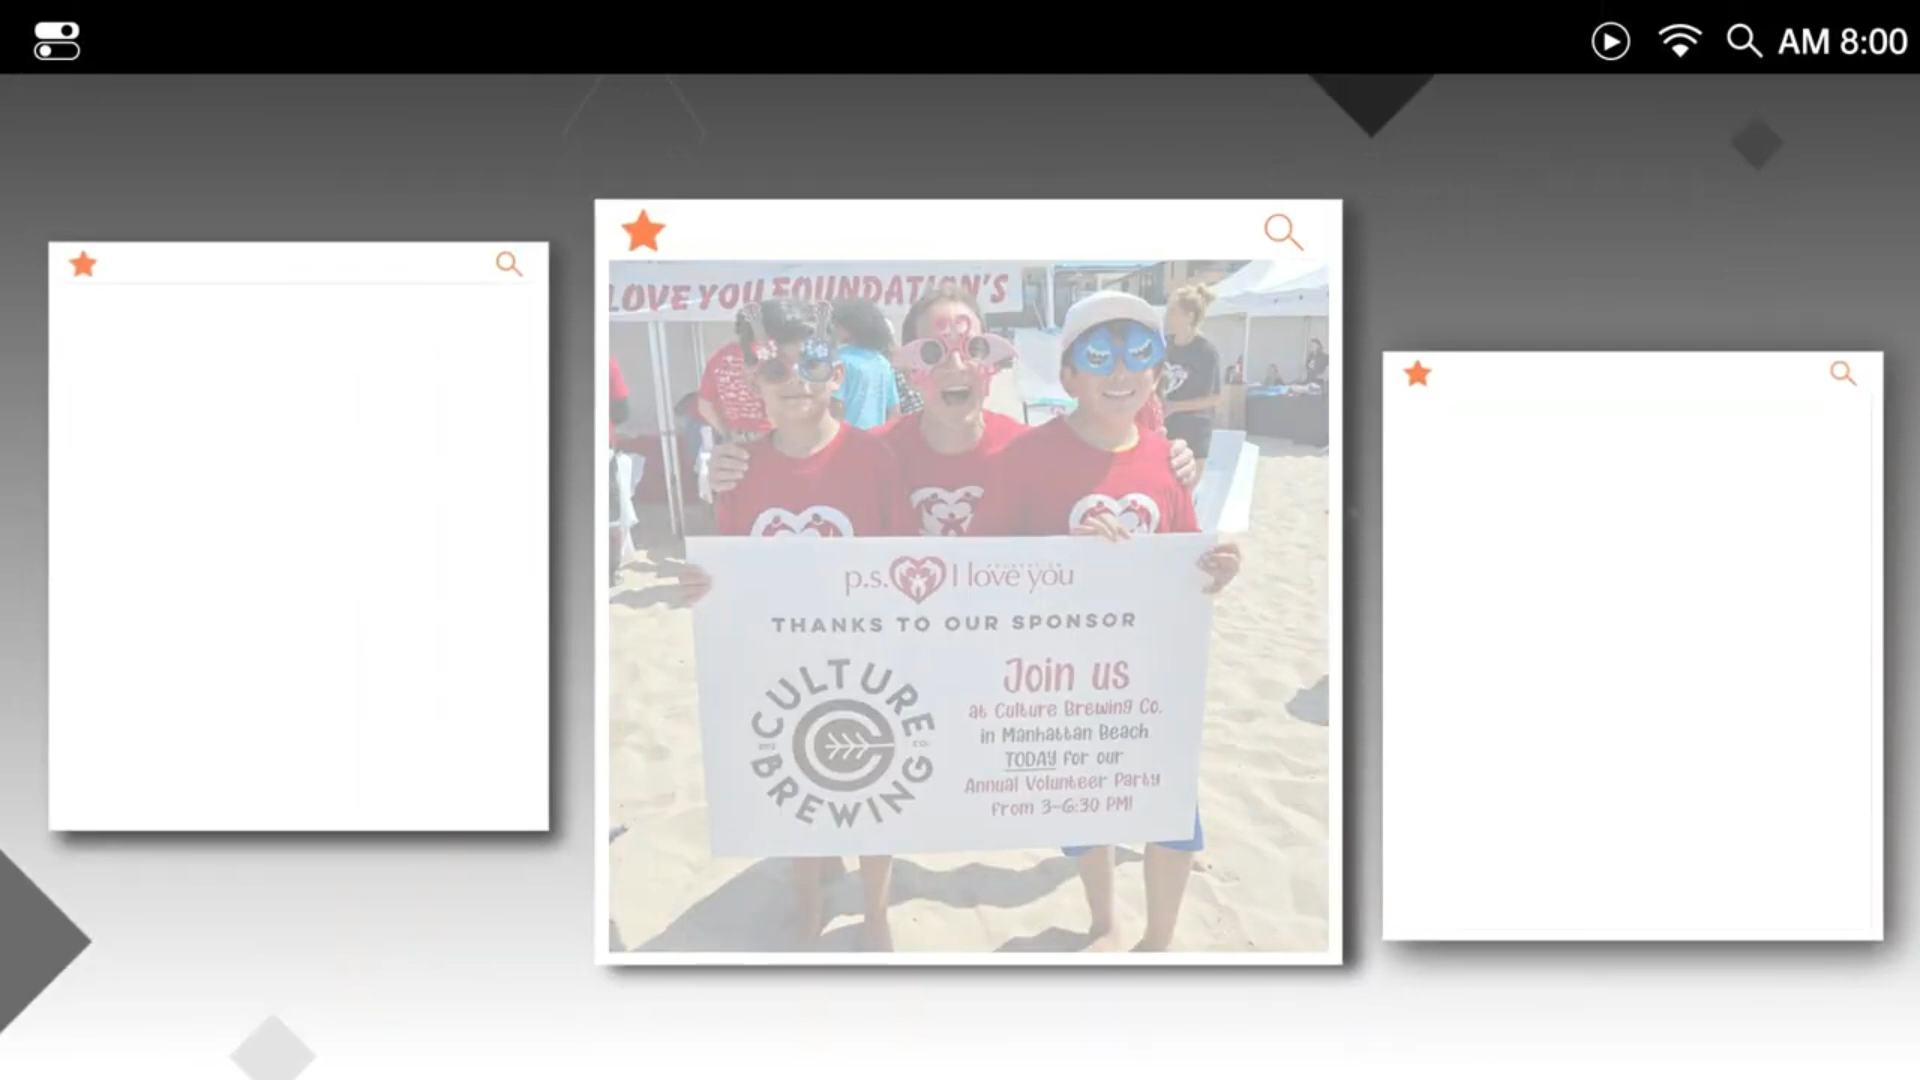 AM 8:00
LOVE YOU FOUNDATION'S
p.s. I love you
THANKS TO OUR SPONSOR
CULTURE
BREWING
CO.
Join us
at Culture Brewing Co.
in Manhattan Beach
TODAY for our
Annual Volunteer Party
from 3-6:30 PM!